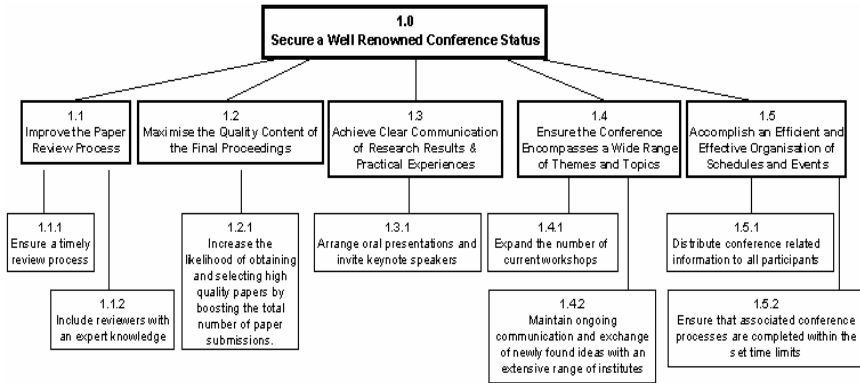 1.0
Secure a Well Renowned Conference Status
1.1
Improve the Paper
Review Process
1.2
Maximise the Quality Content of
the Final Proceedings
1.3
Achieve Clear Communication
of Research Results &
Practical Experiences
1.4
Ensure the Conference
Encompasses a Wide Range
of Themes and Topics
1.5
Accomplish an Efficient and
Effective Organisation of
Schedules and Events
1.1.1
Ensure a timely
review process
1.1.2
Include reviewers with
an expert knowledge
1.2.1
Increase the
likelihood of obtaining
and selecting high
quality papers by
boosting the total
number of paper
submissions.
1.3.1
Arrange oral presentations and
invite keynote speakers
1.4.1
Expand the number of
current workshops
1.4.2
Maintain ongoing
communication and exchange
of newly found ideas with an
extensive range of institutes
1.5.1
Distribute conference related
information to all participants
1.5.2
Ensure that associated conference
processes are completed within the
set time limits